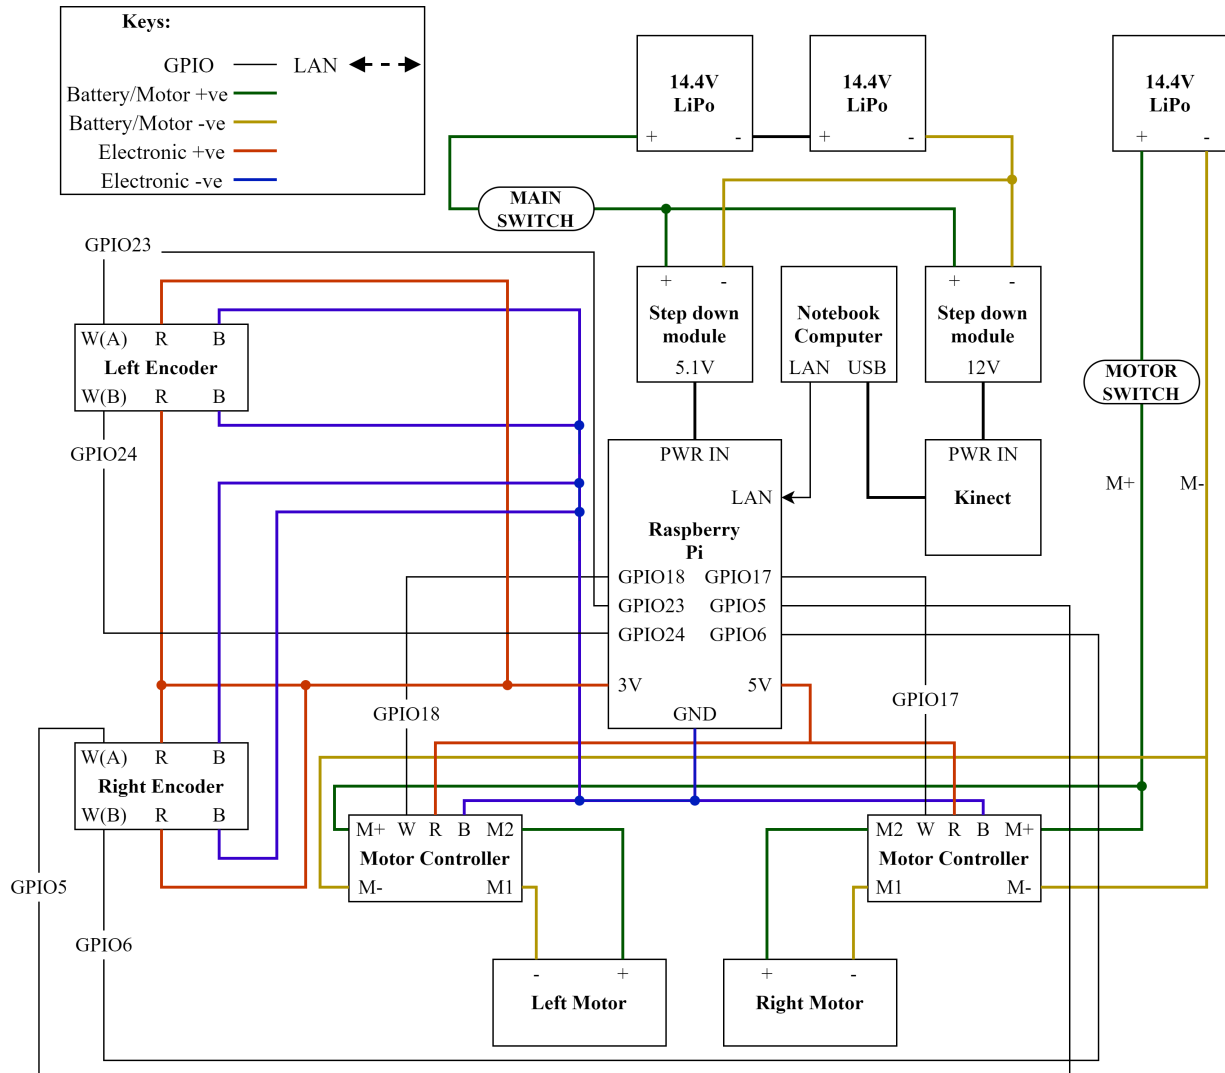 Keys:
GPIO LAN
Battery/Motor +ve
Battery/Motor -ve
Electronic +ve
Electronic -ve
14.4V
LiPo
+ -
14.4V
LiPo
+ -
14.4V
LiPo
+ -
MAIN
SWITCH
GPIO23
W(A) R B
Left Encoder
W(B) R B
GPIO24
+ -
Step down
module
5.1V
Notebook
Computer
LAN USB
+ -
Step down
module
12V
MOTOR
SWITCH
M+ M-
PWR IN
LAN
Raspberry
Pi
GPIO18 GPIO17
GPIO23 GPIO5
GPIO24 GPIO6
3V 5V
GND
PWR IN
Kinect
GPIO18
GPIO17
W(A) R B
Right Encoder
W(B) R B
GPIO5
GPIO6
M+ W R B M2
Motor Controller
M- M1
M2 W R B M+
Motor Controller
M1 M-
- +
Left Motor
+ -
Right Motor